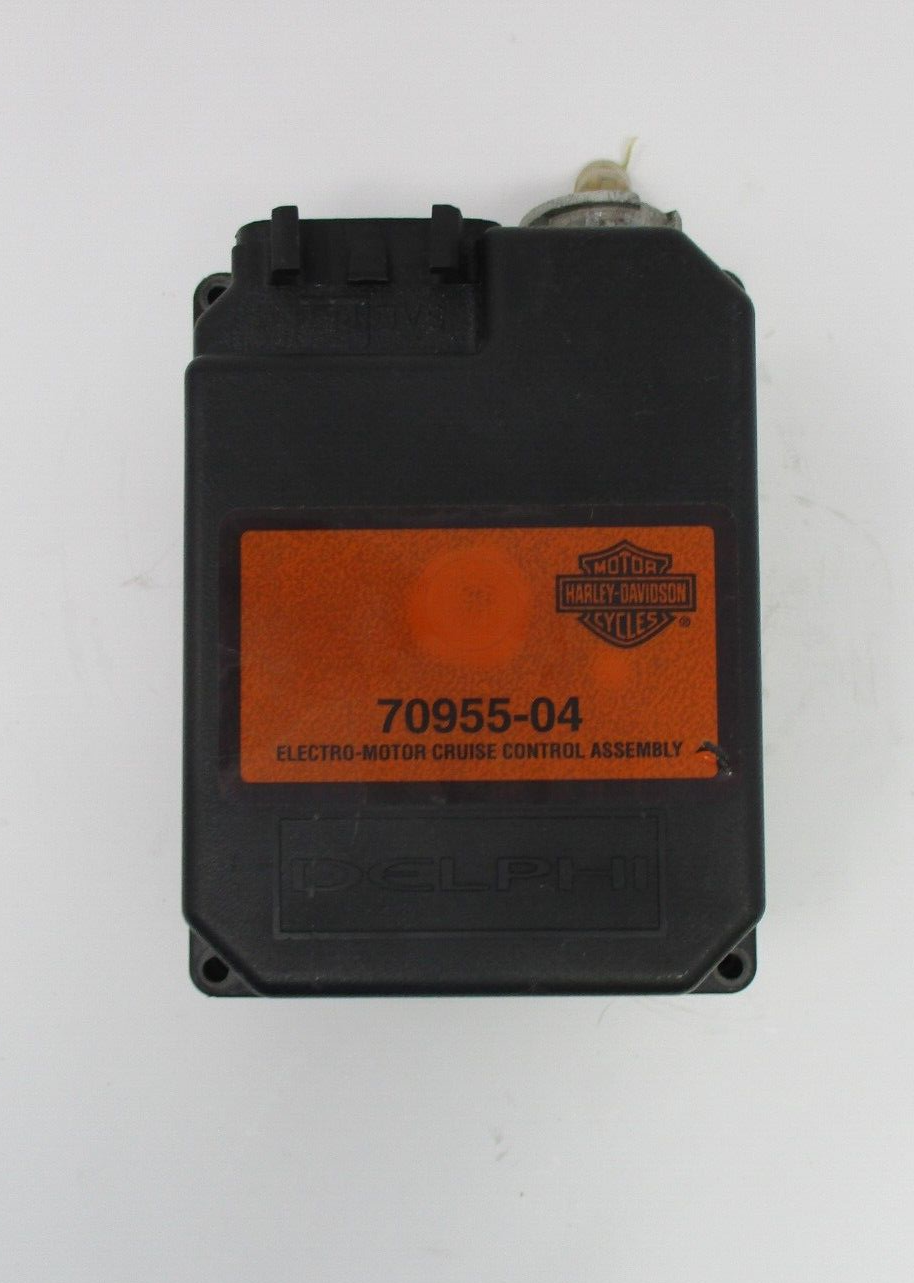 MOTOR
HARLEY-DAVIDSON
CYCLES
®
70955-04
ELECTRO-MOTOR CRUISE CONTROL ASSEMBLY
DELPHI